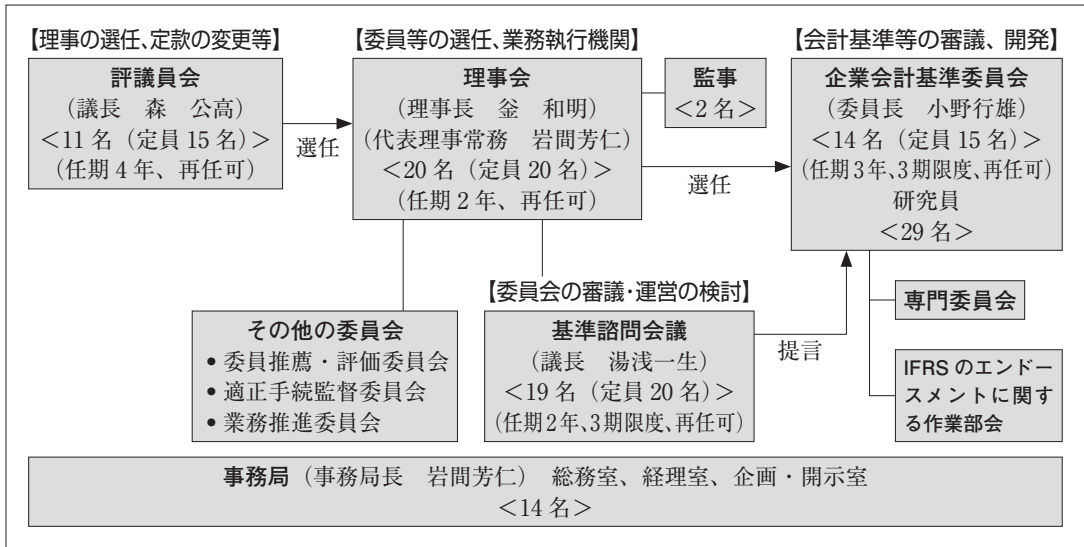 【理事の選任、定款の変更等】
評議員会
(議長 森 公高)
<11名(定員15名)>
(任期4年、再任可)
選任
【委員等の選任、業務執行機関】
理事会
(理事長 釜 和明)
(代表理事常務 岩間芳仁)
<20名(定員20名)>
(任期2年、再任可)
監事
<2名>
選任
【会計基準等の審議、開発】
企業会計基準委員会
(委員長 小野行雄)
<14名(定員15名)>
(任期3年、3期限度、再任可)
研究員
<29名>
その他の委員会
• 委員推薦・評価委員会
• 適正手続監督委員会
• 業務推進委員会
【委員会の審議・運営の検討】
基準諮問会議
(議長 湯浅一生)
<19名(定員20名)>
(任期2年、3期限度、再任可)
提言
専門委員会
IFRSのエンドー
スメントに関す
る作業部会
事務局(事務局長 岩間芳仁) 総務室、経理室、企画・開示室
<14名>